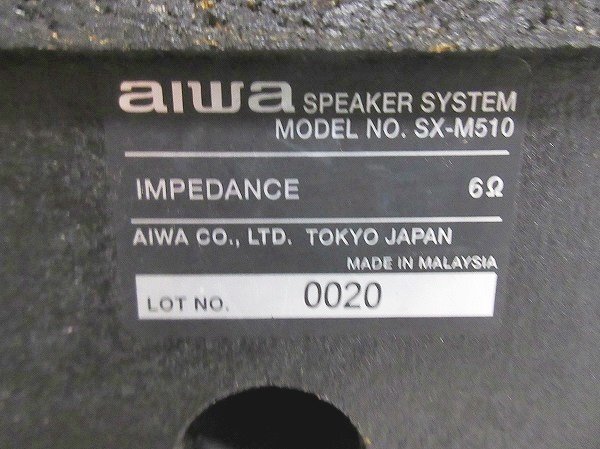 aiwa SPEAKER SYSTEM
MODEL NO. SX-M510
IMPEDANCE 6Ω
AIWA CO., LTD. TOKYO JAPAN
MADE IN MALAYSIA
LOT NO. 0020